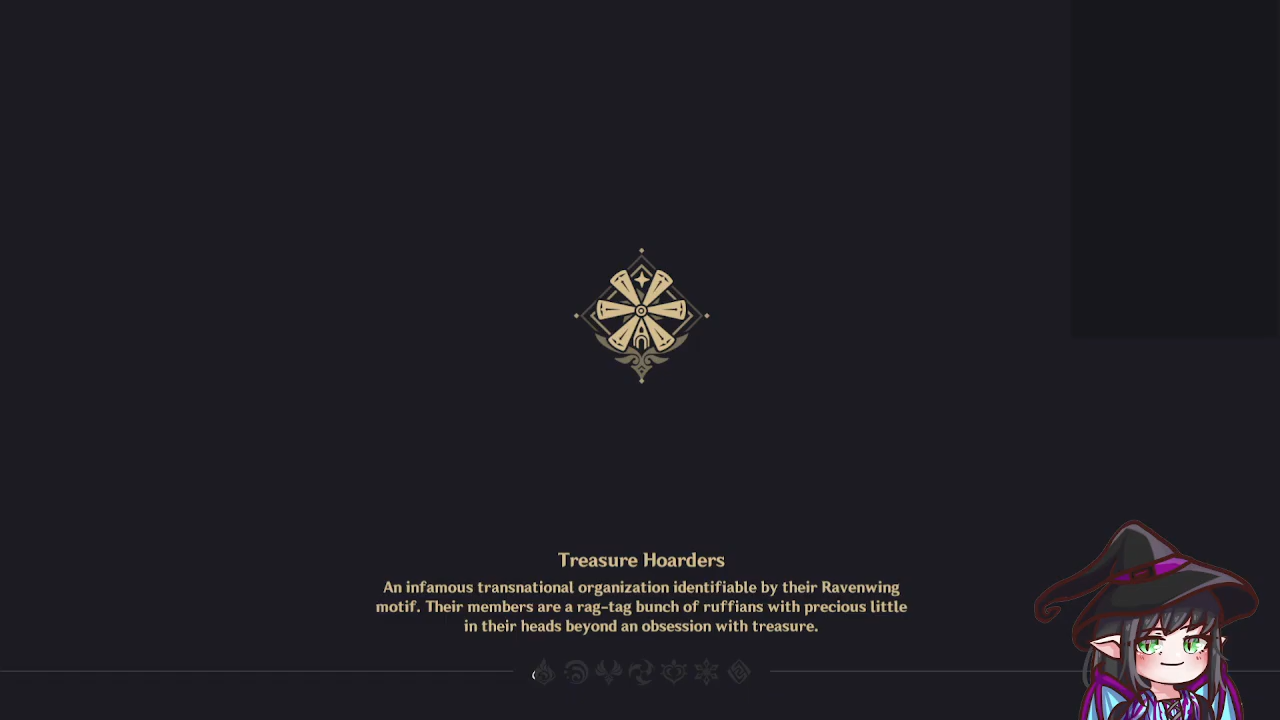 Treasure Hoarders
An infamous transnational organization identifiable by their Ravenwing
motif. Their members are a rag-tag bunch of ruffians with precious little
in their heads beyond an obsession with treasure.